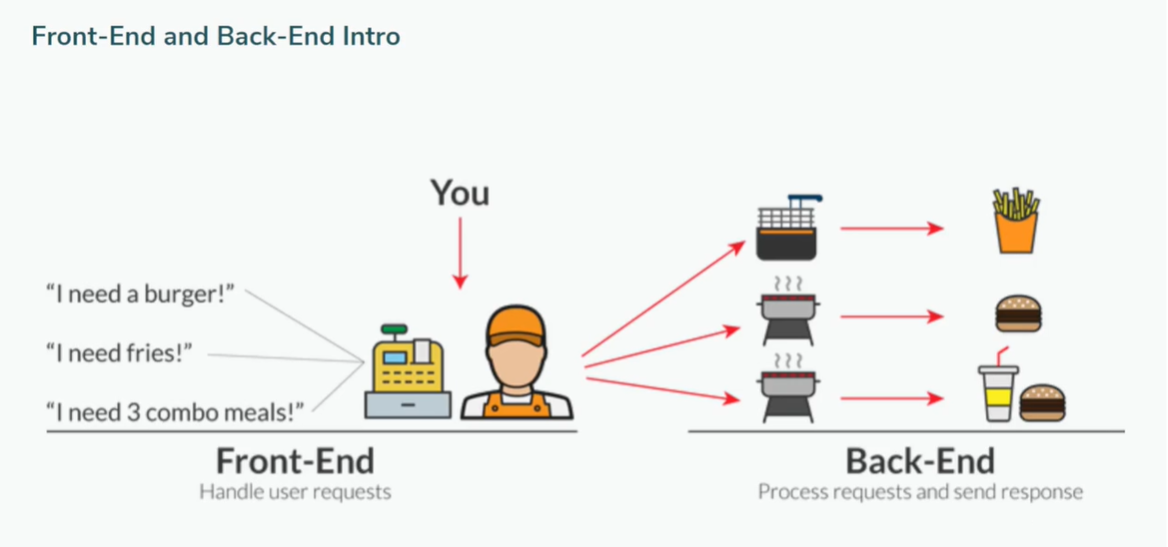 Front-End and Back-End Intro
You
“I need a burger!”
“I need fries!”
“I need 3 combo meals!”
Front-End
Handle user requests
Back-End
Process requests and send response